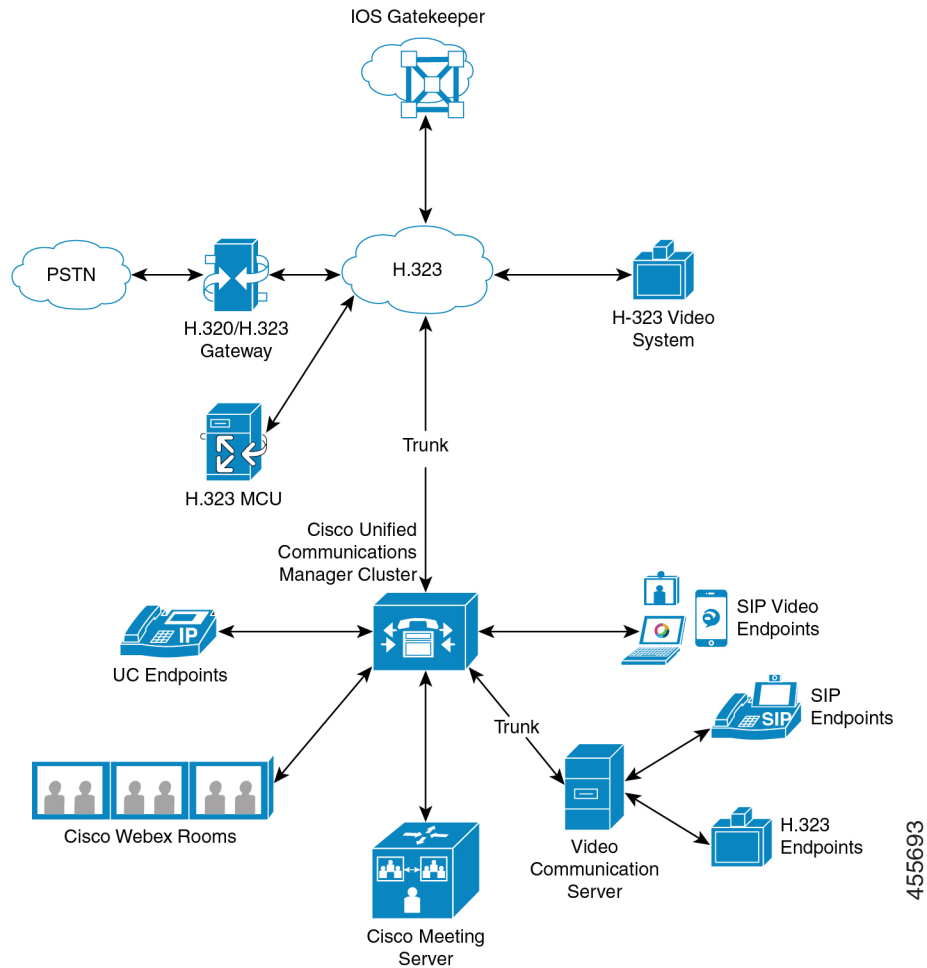 IOS Gatekeeper
PSTN
H.323
H.320/H.323
Gateway
H-323 Video
System
H.323 MCU
Trunk
Cisco Unified
Communications
Manager Cluster
IP
UC Endpoints
SIP Video
Endpoints
Trunk
SIP
SIP
Endpoints
Cisco Webex Rooms
Video
Communication
Server
H.323
Endpoints
Cisco Meeting
Server
455693